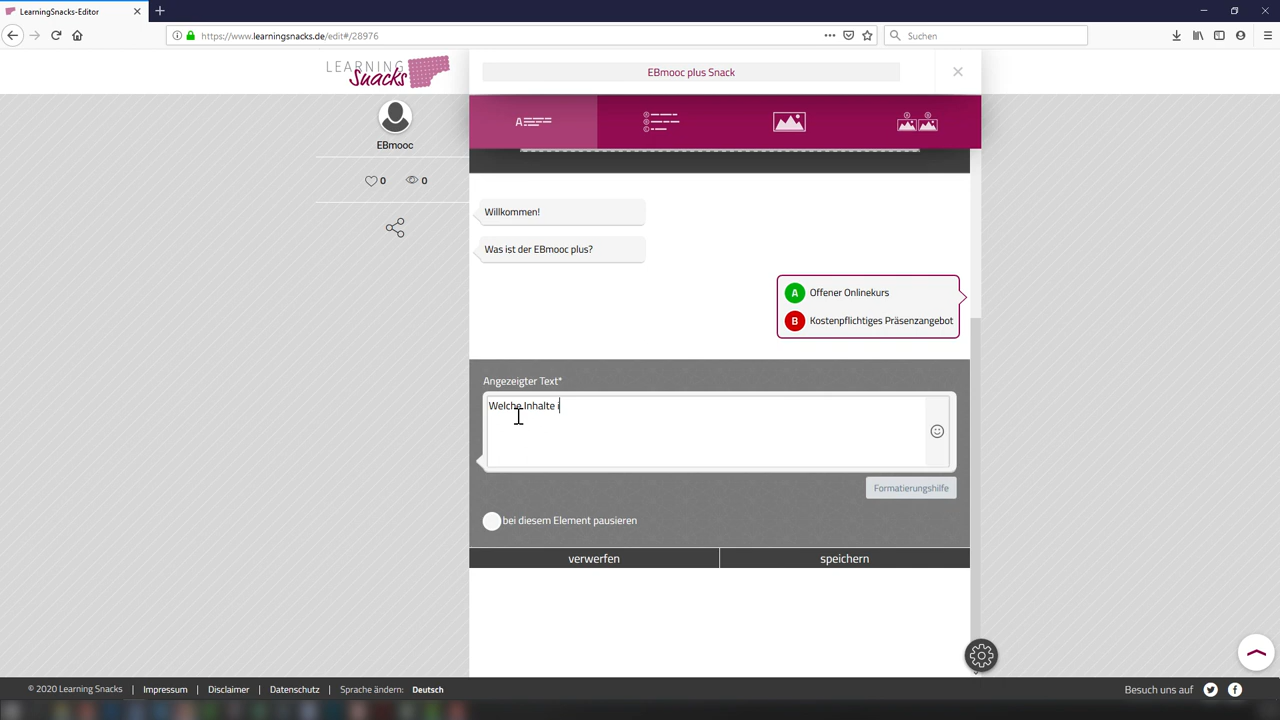 LearningSnacks-Editor
https://www.learningsnacks.de/edit#/28976
Suchen
LEARNING
Snacks
EBmooc plus Snack
EBmooc
0
0
Willkommen!
Was ist der EBmooc plus?
A Offener Onlinekurs
B Kostenpflichtiges Präsenzangebot
Angezeigter Text*
Welche Inhalte i
Formatierungshilfe
bei diesem Element pausieren
verwerfen
speichern
© 2020 Learning Snacks | Impressum | Disclaimer | Datenschutz | Sprache ändern: Deutsch
Besuch uns auf